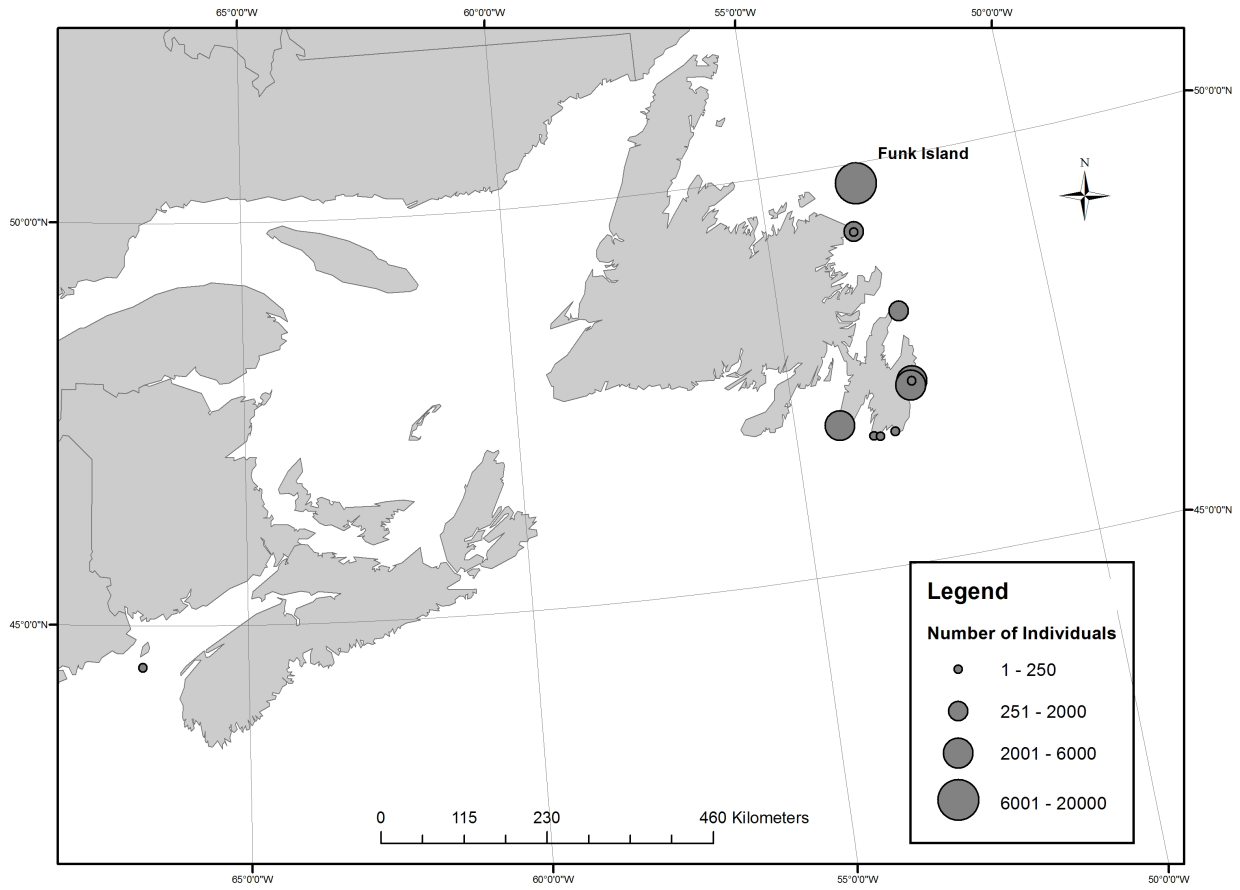 65°0'0"W
60°0'0"W
55°0'0"W
50°0'0"W
50°0'0"N
Funk Island
N
50°0'0"N
45°0'0"N
45°0'0"N
Legend
Number of Individuals
1 - 250
251 - 2000
2001 - 6000
6001 - 20000
0 115 230 460 Kilometers
65°0'0"W
60°0'0"W
55°0'0"W
50°0'0"W